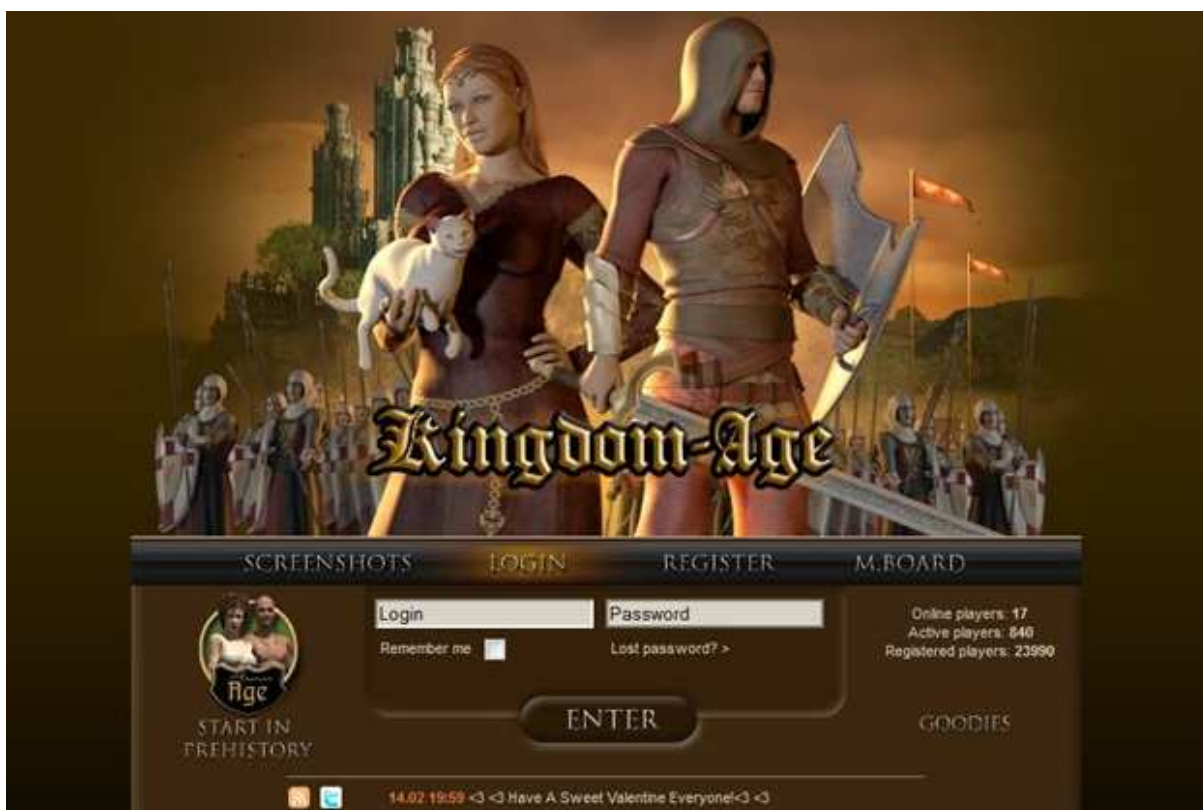 Kingdom-Age
SCREENSHOTS LOGIN REGISTER M.BOARD
Login Password
Remember me Lost password? >
Online players: 17
Active players: 840
Registered players: 23990
Age
START IN
PREHISTORY
ENTER
GOODIES
14.02 19:59 <3 <3 Have A Sweet Valentine Everyone!<3 <3